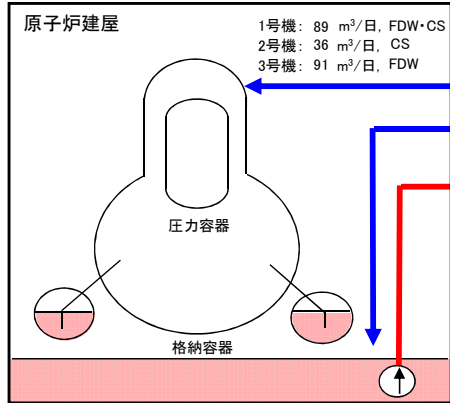 原子炉建屋
1号機: 89 m³/日, FDW・CS
2号機: 36 m³/日, CS
3号機: 91 m³/日, FDW
圧力容器
格納容器